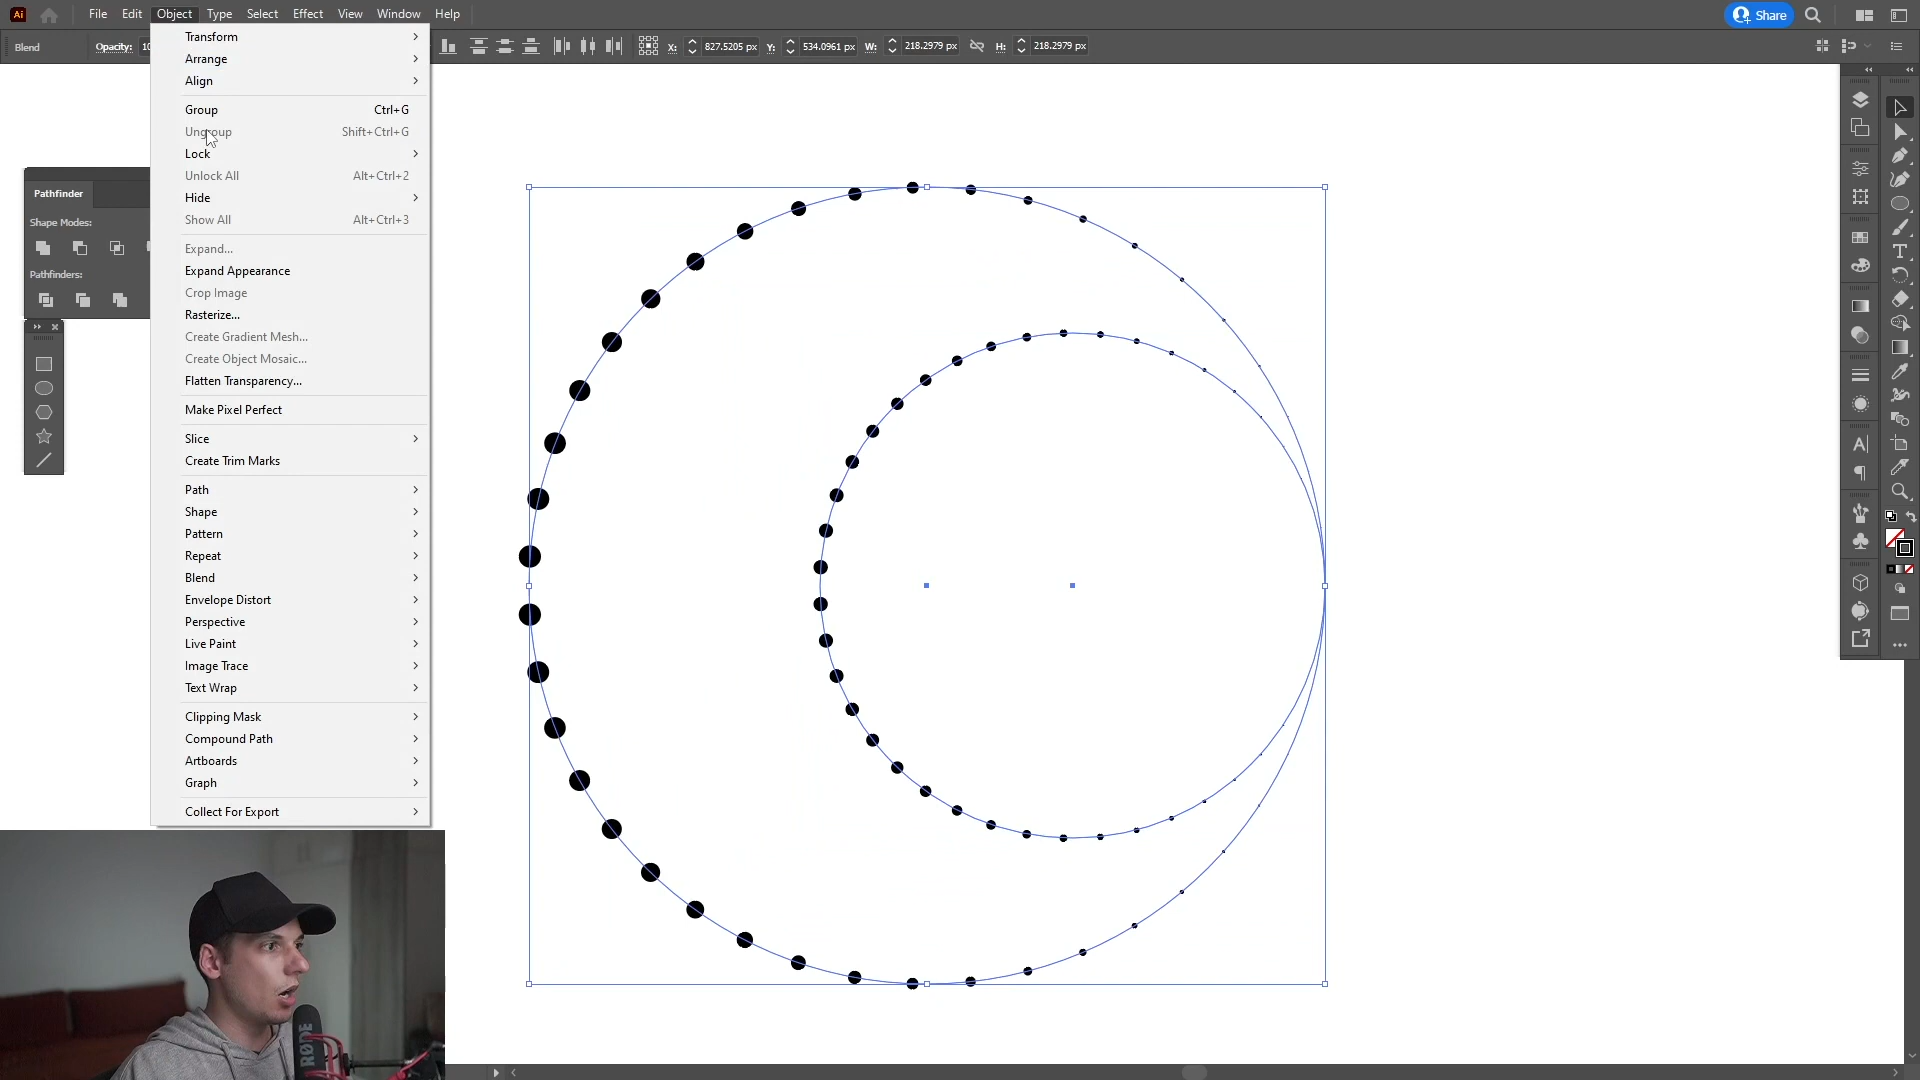 Ai File Edit Object Type Select Effect View Window Help Share
Blend Opacity: 10 X: 827.5205 px Y: 534.0961 px W: 218.2979 px H: 218.2979 px
Transform
Arrange
Align
Group Ctrl+G
Ungroup Shift+Ctrl+G
Lock
Unlock All Alt+Ctrl+2
Hide
Show All Alt+Ctrl+3
Expand...
Expand Appearance
Crop Image
Rasterize...
Create Gradient Mesh...
Create Object Mosaic...
Flatten Transparency...
Make Pixel Perfect
Slice
Create Trim Marks
Path
Shape
Pattern
Repeat
Blend
Envelope Distort
Perspective
Live Paint
Image Trace
Text Wrap
Clipping Mask
Compound Path
Artboards
Graph
Collect For Export
Pathfinder
Shape Modes:
Pathfinders:
RØDE